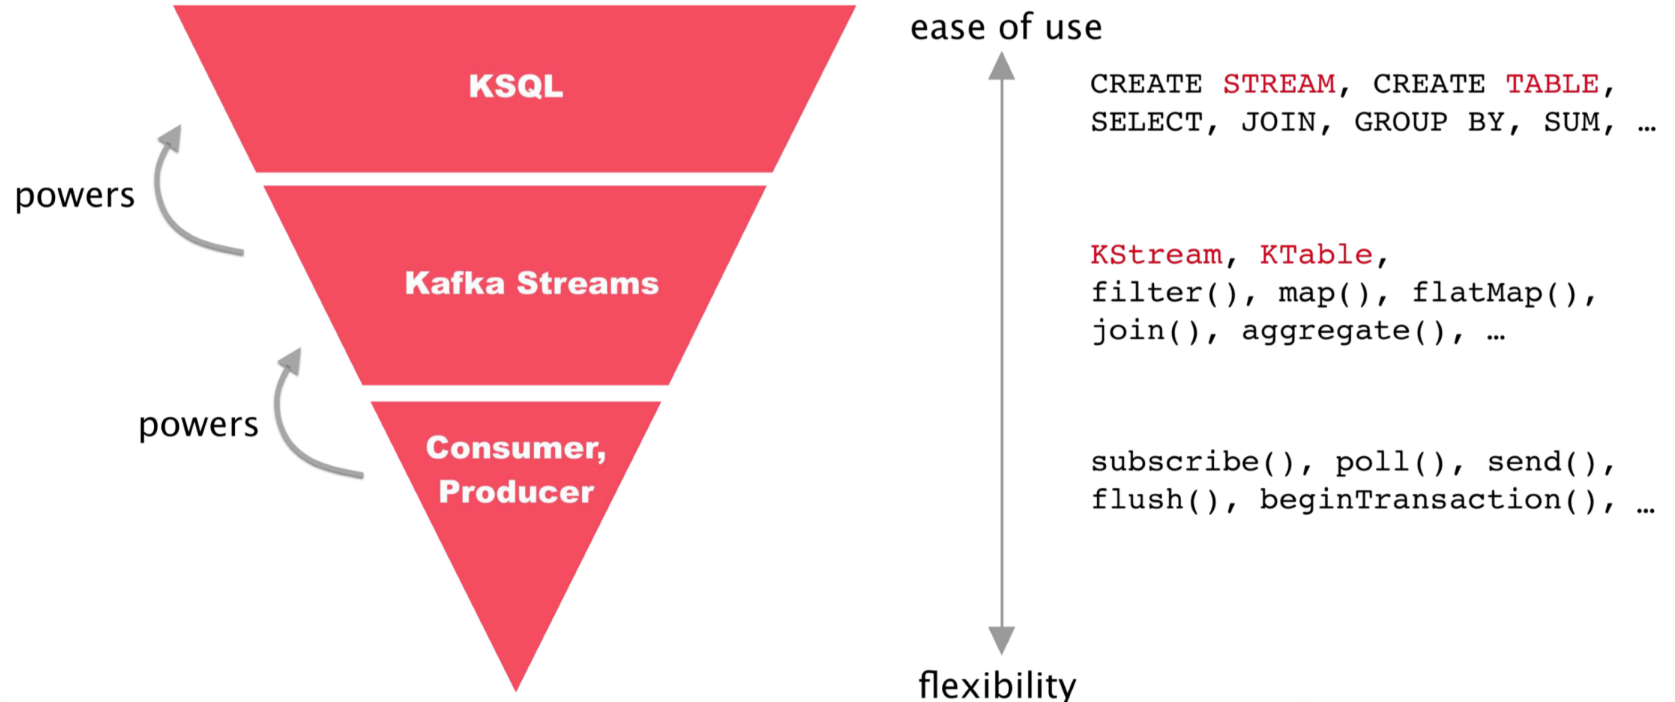 KSQL
powers
Kafka Streams
powers
Consumer,
Producer
ease of use
flexibility
CREATE STREAM, CREATE TABLE,
SELECT, JOIN, GROUP BY, SUM, …
KStream, KTable,
filter(), map(), flatMap(),
join(), aggregate(), …
subscribe(), poll(), send(),
flush(), beginTransaction(), …